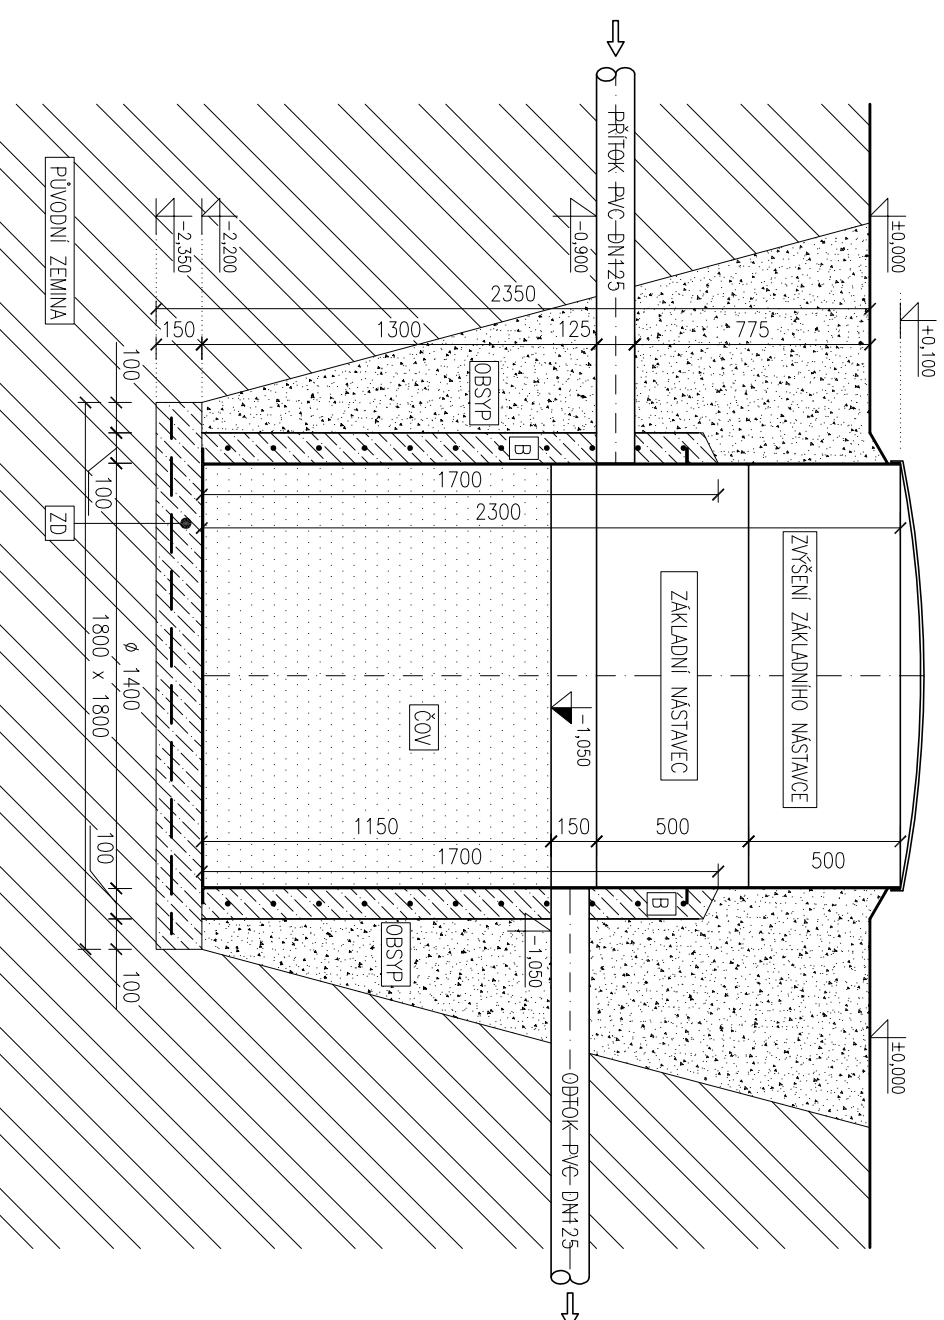 ±0,000
+0,100
±0,000
PŘÍTOK PVC DN125
-0,900
-2,200
-2,350
PŮVODNÍ ZEMINA
2350
775
125
1300
150
OBSYP
B
1700
2300
ZVÝŠENÍ ZÁKLADNÍHO NÁSTAVCE
ZÁKLADNÍ NÁSTAVEC
-1,050
ČOV
500
500
150
1150
1700
B
OBSYP
-1,050
ODTOK PVC DN125
ZD
100
100
ø 1400
100
100
1800 x 1800